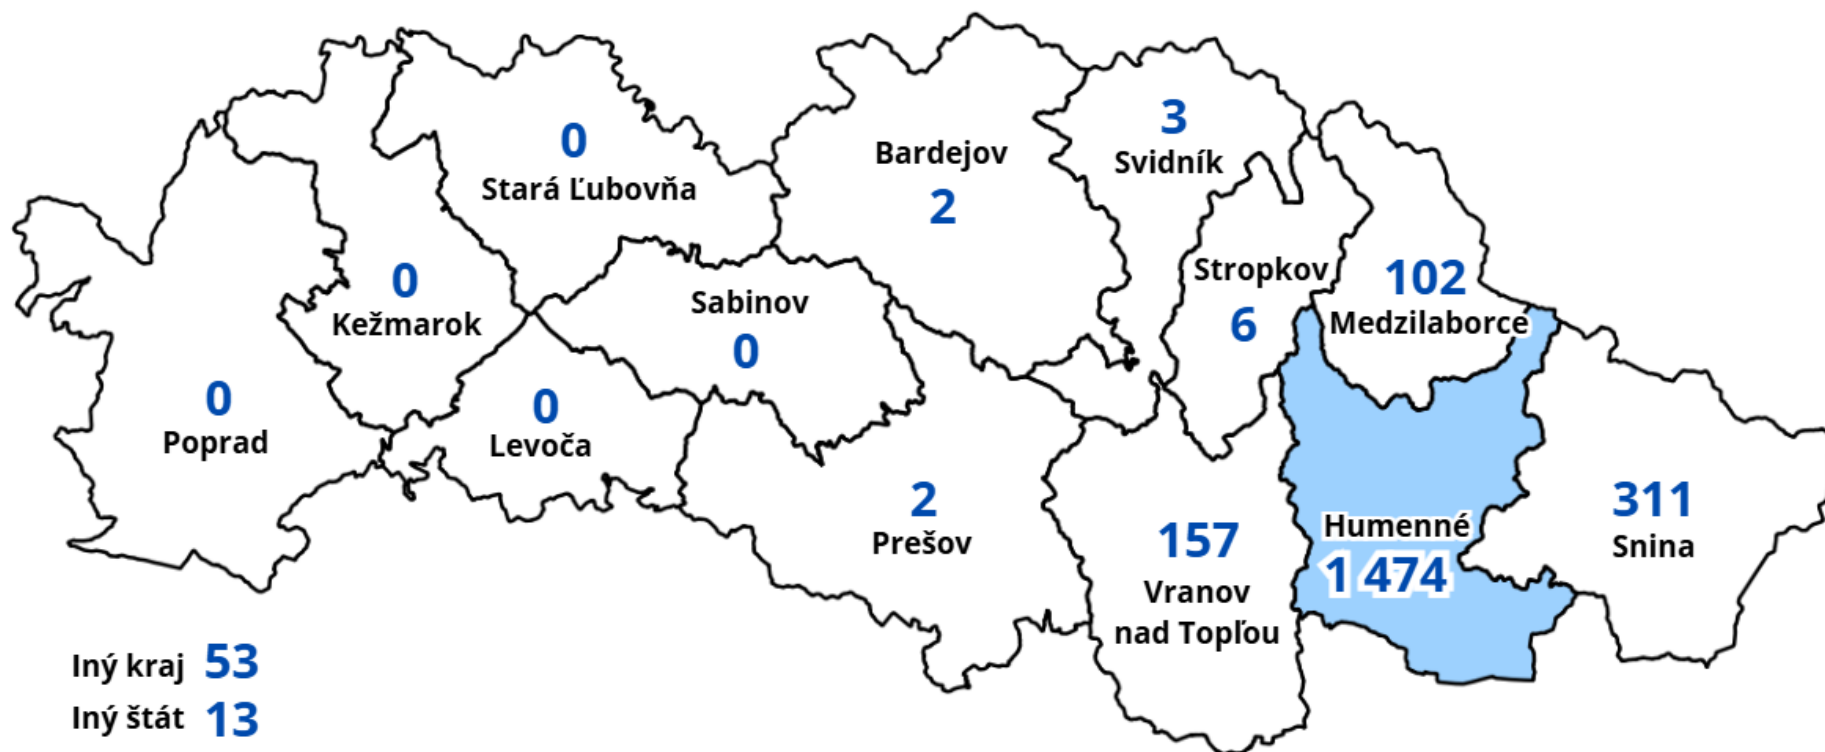 0
Stará Ľubovňa
Bardejov
2
3
Svidník
0
Kežmarok
Sabinov
0
Stropkov
6
102
Medzilaborce
0
Poprad
0
Levoča
2
Prešov
157
Vranov
nad Topľou
Humenné
1 474
311
Snina
Iný kraj 53
Iný štát 13